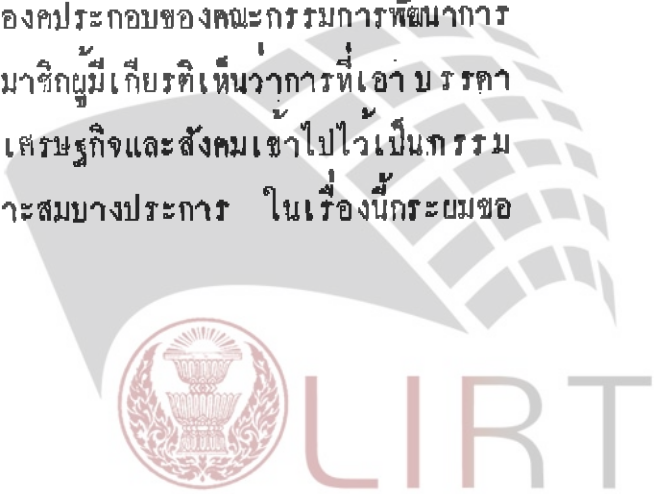 องคประกอบของคณะกรรมการพัฒนาการ
มาชิกผู้มีเกียรติเห็นว่าการที่เอาบรรดา
เศรษฐกิจและสังคมเข้าไปไว้เป็นกรรม
าะสมบางประการ ในเรื่องนี้กระผมขอ
LIRT